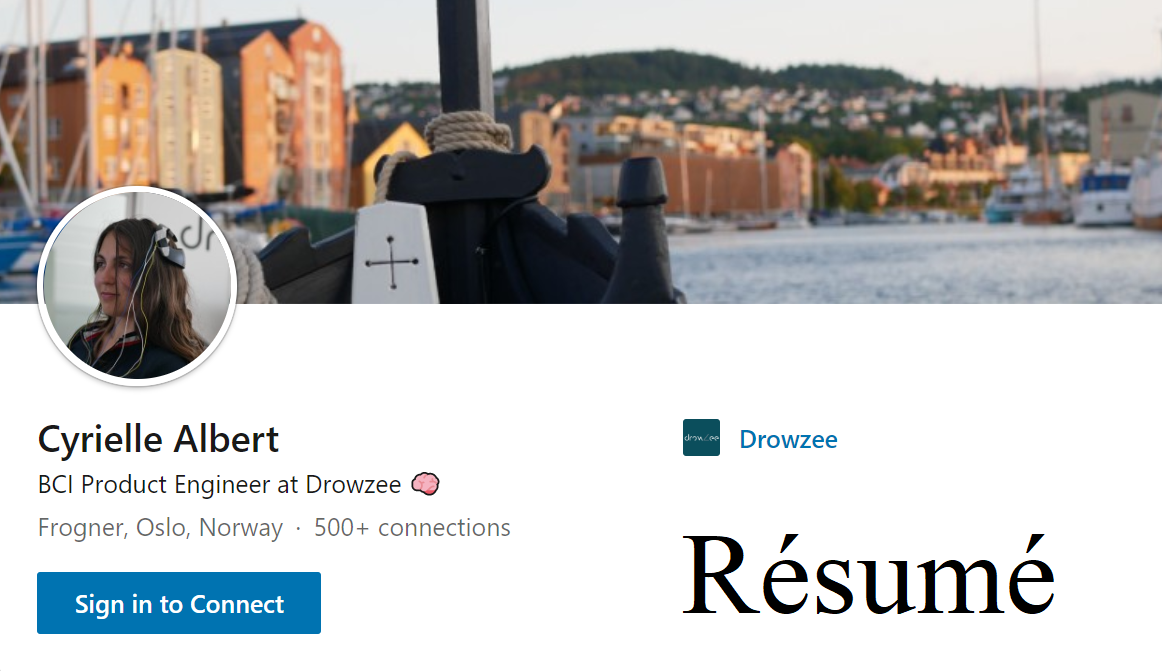 dr
Cyrielle Albert
BCI Product Engineer at Drowzee 🧠
Frogner, Oslo, Norway · 500+ connections
Sign in to Connect
drowzee
Drowzee
Résumé